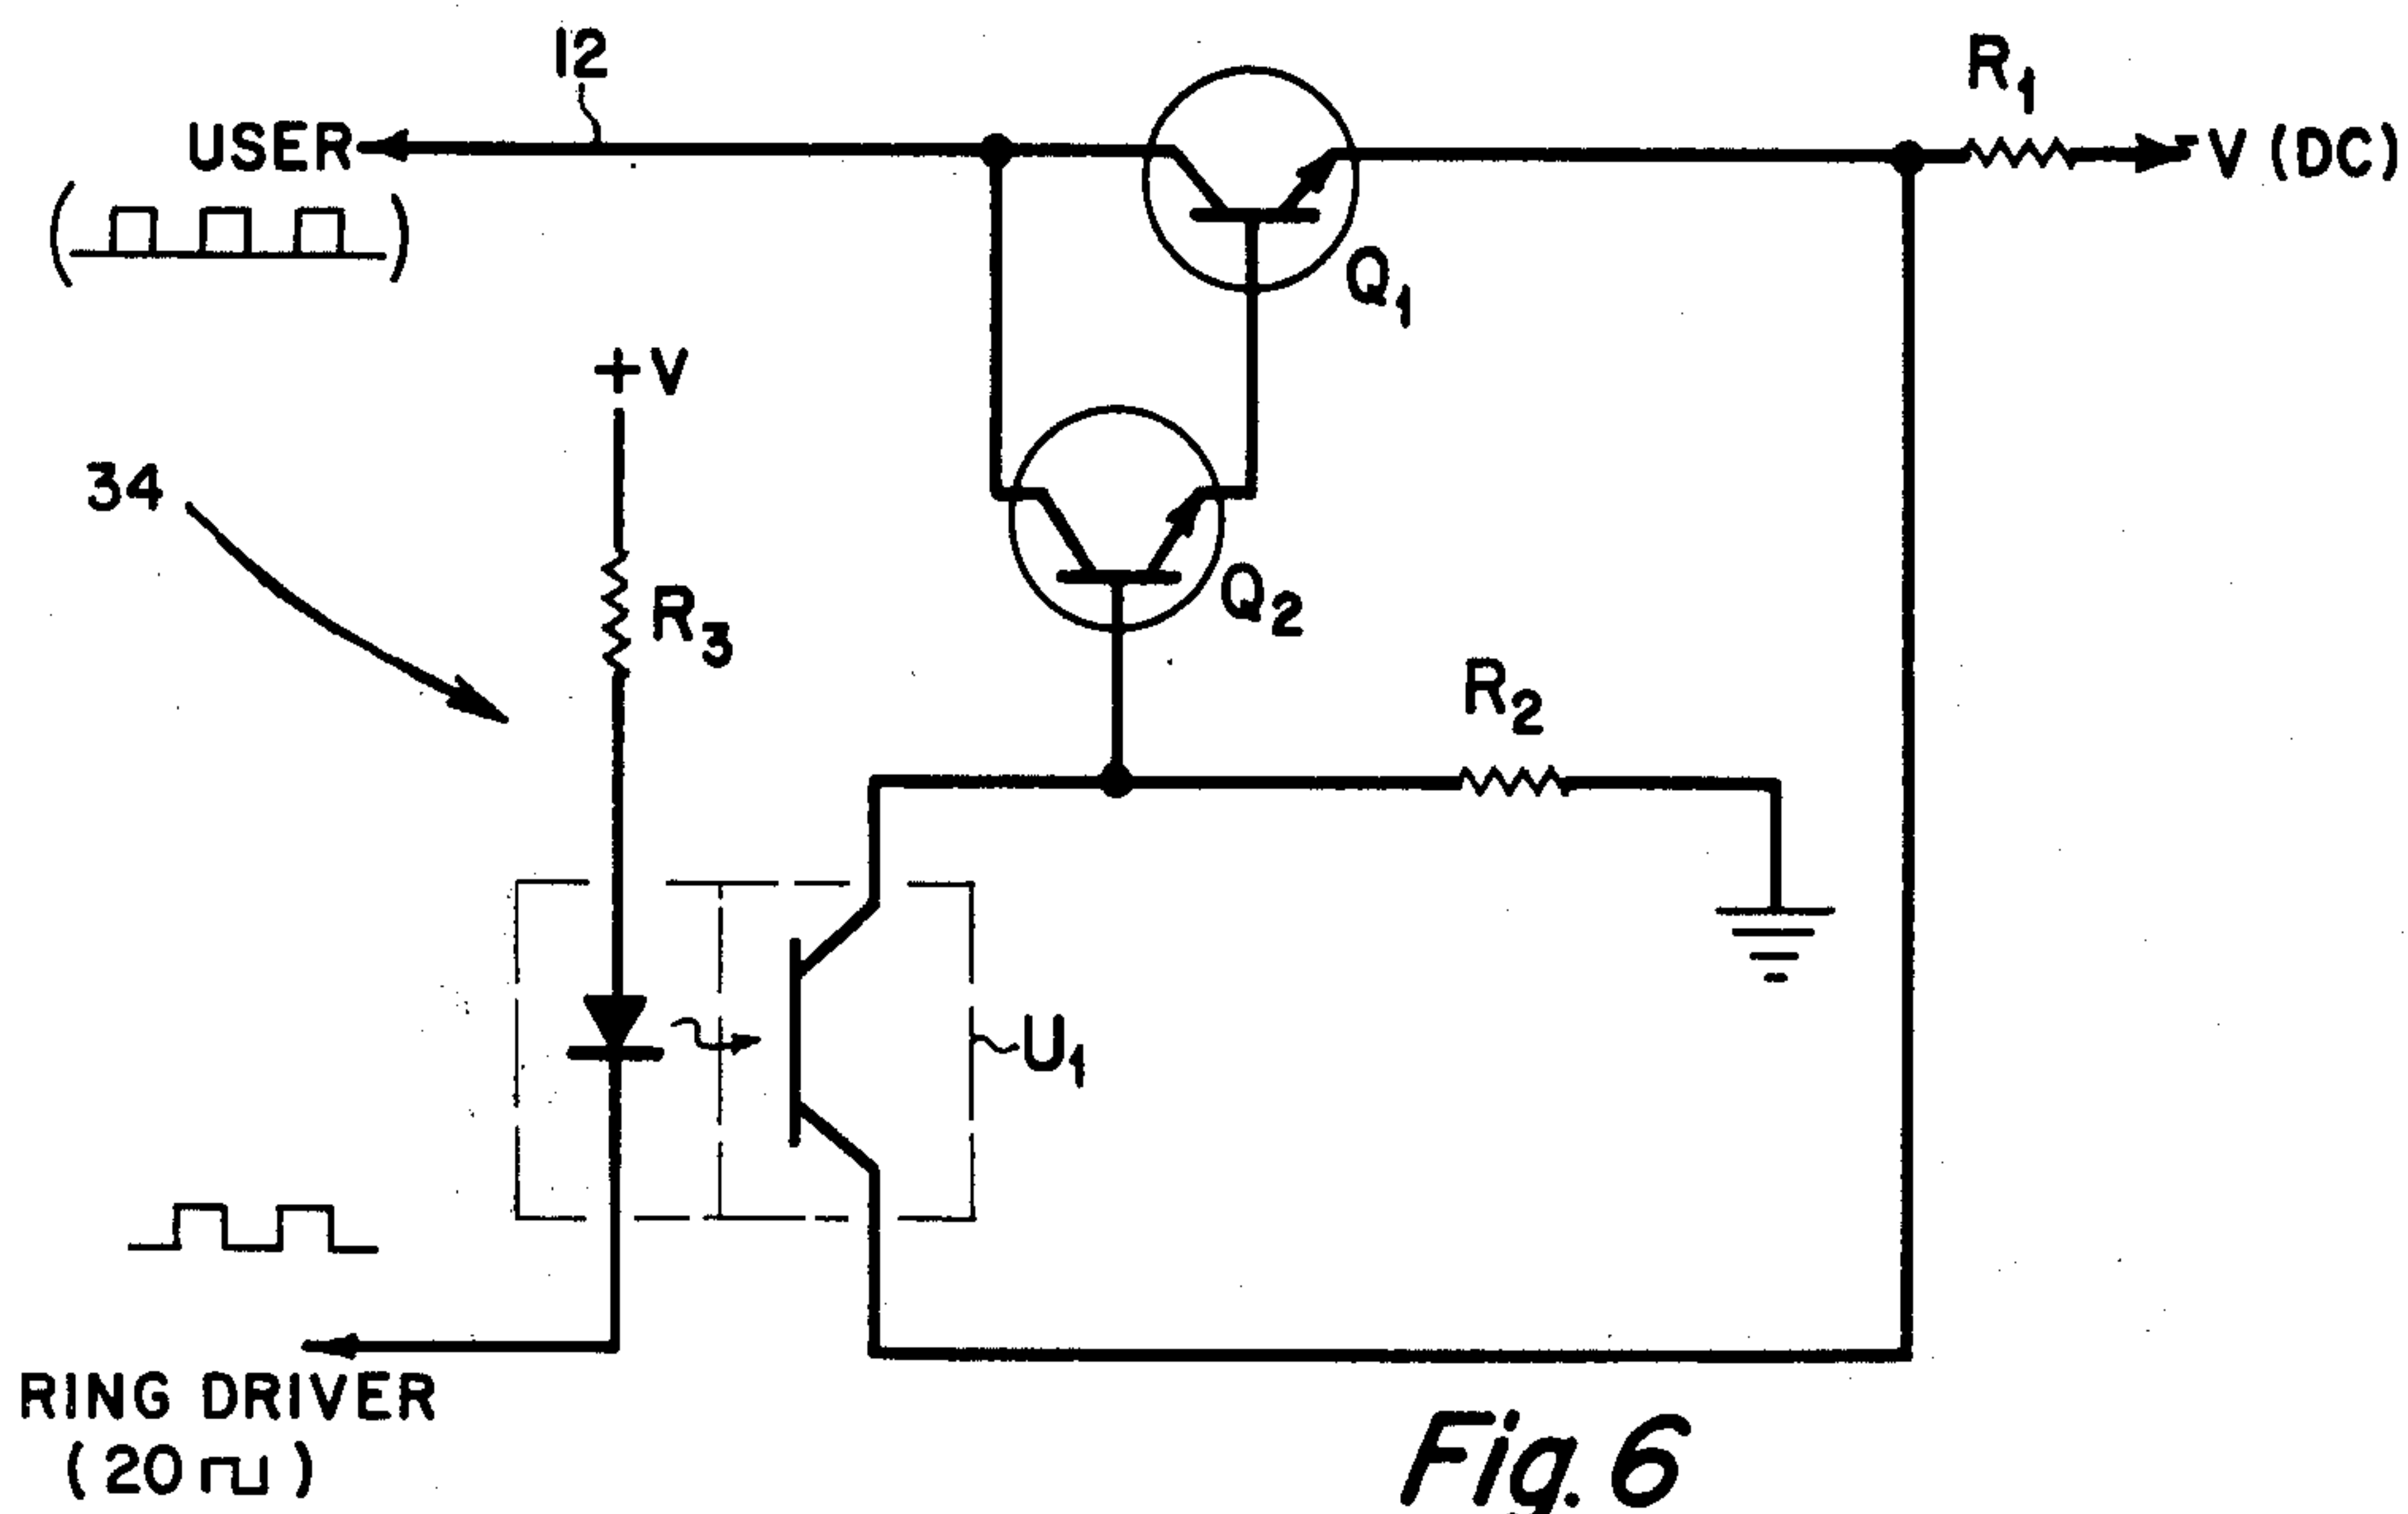 12
R1
USER
-V (DC)
Q1
+V
34
Q2
R3
R2
U1
RING DRIVER
(20 ⊓⊔)
Fig. 6